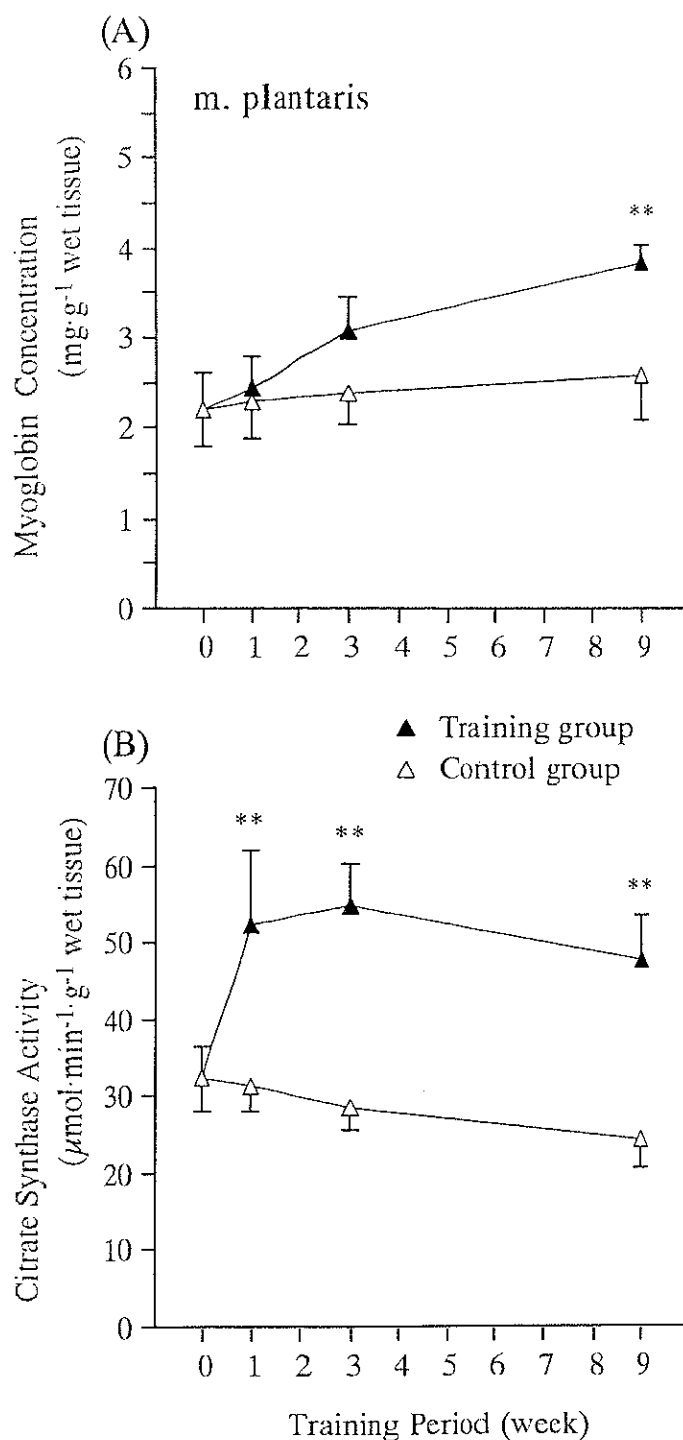 (A)
m. plantaris
Myoglobin Concentration
(mg·g⁻¹ wet tissue)
6
5
4
3
2
1
0
**
0 1 2 3 4 5 6 7 8 9
(B)
▲ Training group
△ Control group
Citrate Synthase Activity
(μmol·min⁻¹·g⁻¹ wet tissue)
70
60
50
40
30
20
10
0
** ** **
0 1 2 3 4 5 6 7 8 9
Training Period (week)